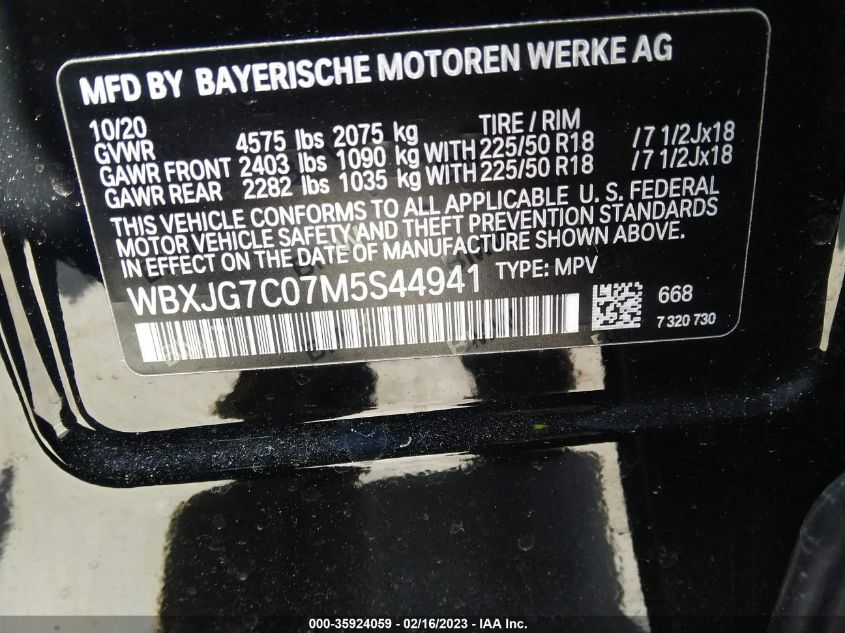 MFD BY BAYERISCHE MOTOREN WERKE AG
10/20 TIRE / RIM
GVWR 4575 lbs 2075 kg
GAWR FRONT 2403 lbs 1090 kg WITH 225/50 R18 /7 1/2Jx18
GAWR REAR 2282 lbs 1035 kg WITH 225/50 R18 /7 1/2Jx18
THIS VEHICLE CONFORMS TO ALL APPLICABLE U. S. FEDERAL
MOTOR VEHICLE SAFETY AND THEFT PREVENTION STANDARDS
IN EFFECT ON THE DATE OF MANUFACTURE SHOWN ABOVE.
WBXJG7C07M5S44941 TYPE: MPV
668
7 320 730
000-35924059 - 02/16/2023 - IAA Inc.